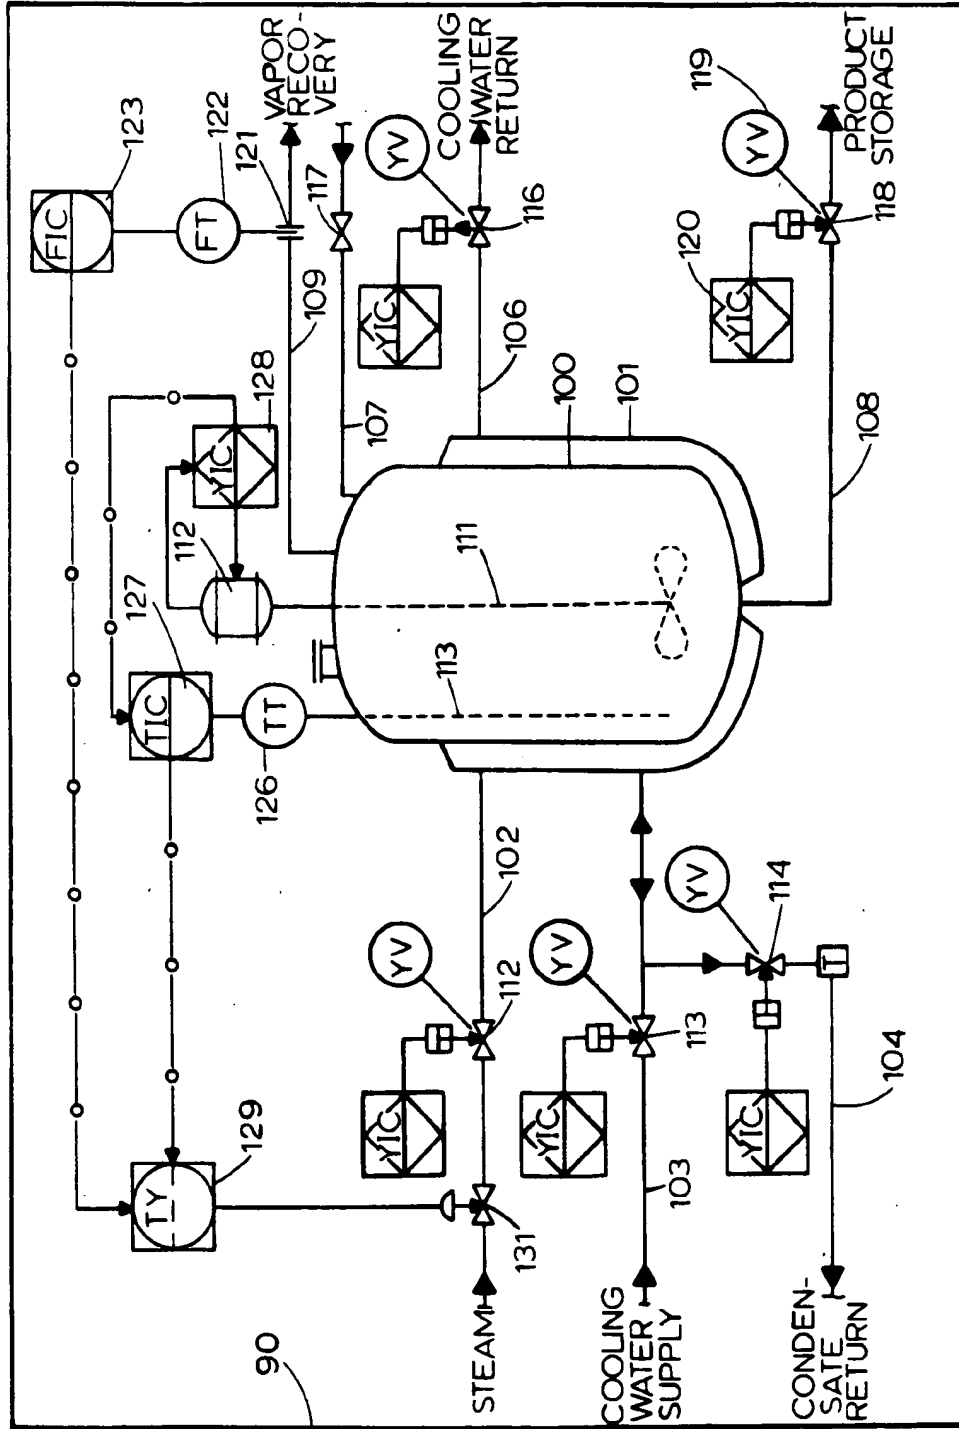 90
STEAM
COOLING
WATER
SUPPLY
CONDEN-
SATE
RETURN
TY
129
131
YIC
YV
112
102
YIC
YV
113
103
YIC
YV
114
T
104
TIC
127
TT
126
113
111
112
YIC
128
FIC
123
FT
122
121
109
VAPOR
RECO-
VERY
117
107
YIC
YV
116
106
COOLING
WATER
RETURN
100
101
YIC
120
YV
119
118
108
PRODUCT
STORAGE